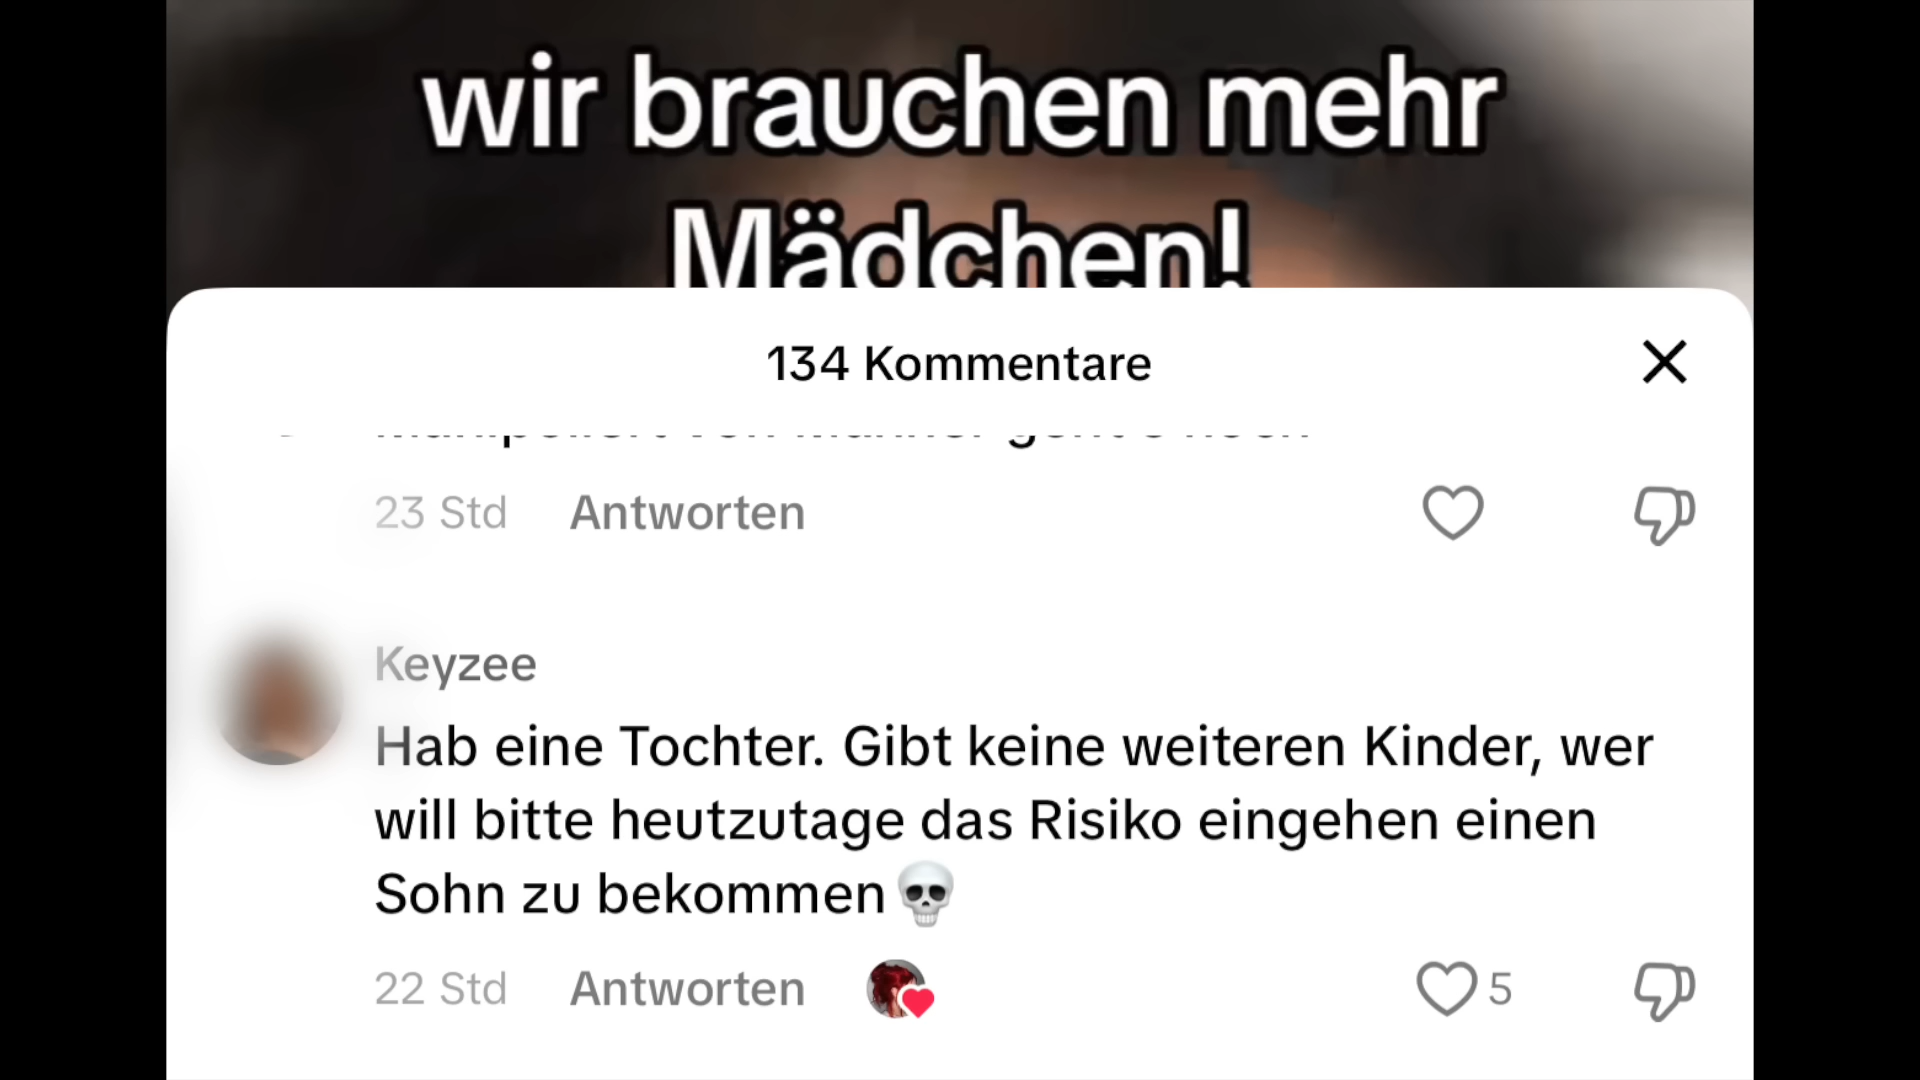 wir brauchen mehr
Mädchen!
134 Kommentare
23 Std Antworten
Keyzee
Hab eine Tochter. Gibt keine weiteren Kinder, wer
will bitte heutzutage das Risiko eingehen einen
Sohn zu bekommen💀
22 Std Antworten 5